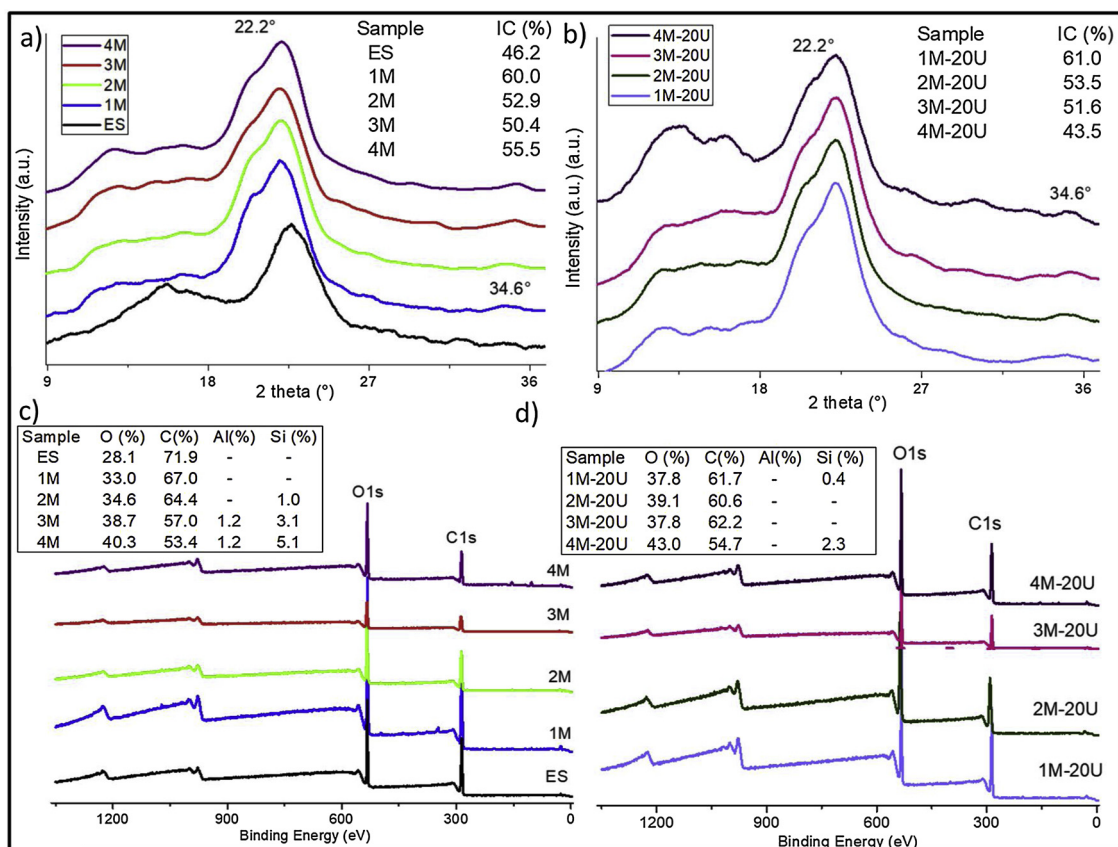 a)
22.2°
4M
3M
2M
1M
ES
Sample IC (%)
ES 46.2
1M 60.0
2M 52.9
3M 50.4
4M 55.5
34.6°
Intensity (a.u.)
9 18 27 36
2 theta (°)
b)
22.2°
4M-20U
3M-20U
2M-20U
1M-20U
Sample IC (%)
1M-20U 61.0
2M-20U 53.5
3M-20U 51.6
4M-20U 43.5
34.6°
Intensity (a.u.) (a.u.)
9 18 27 36
2 theta (°)
c)
Sample O (%) C(%) Al(%) Si (%)
ES 28.1 71.9 - -
1M 33.0 67.0 - -
2M 34.6 64.4 - 1.0
3M 38.7 57.0 1.2 3.1
4M 40.3 53.4 1.2 5.1
O1s
C1s
4M
3M
2M
1M
ES
1200 900 600 300 0
Binding Energy (eV)
d)
Sample O (%) C(%) Al(%) Si (%)
1M-20U 37.8 61.7 - 0.4
2M-20U 39.1 60.6 - -
3M-20U 37.8 62.2 - -
4M-20U 43.0 54.7 - 2.3
O1s
C1s
4M-20U
3M-20U
2M-20U
1M-20U
1200 900 600 300 0
Binding Energy (eV)